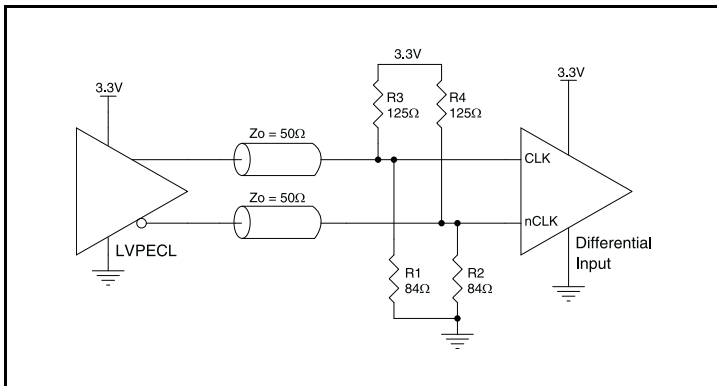 3.3V
3.3V
3.3V
R3
125Ω
R4
125Ω
Zo = 50Ω
CLK
Zo = 50Ω
nCLK
LVPECL
Differential
Input
R1
84Ω
R2
84Ω